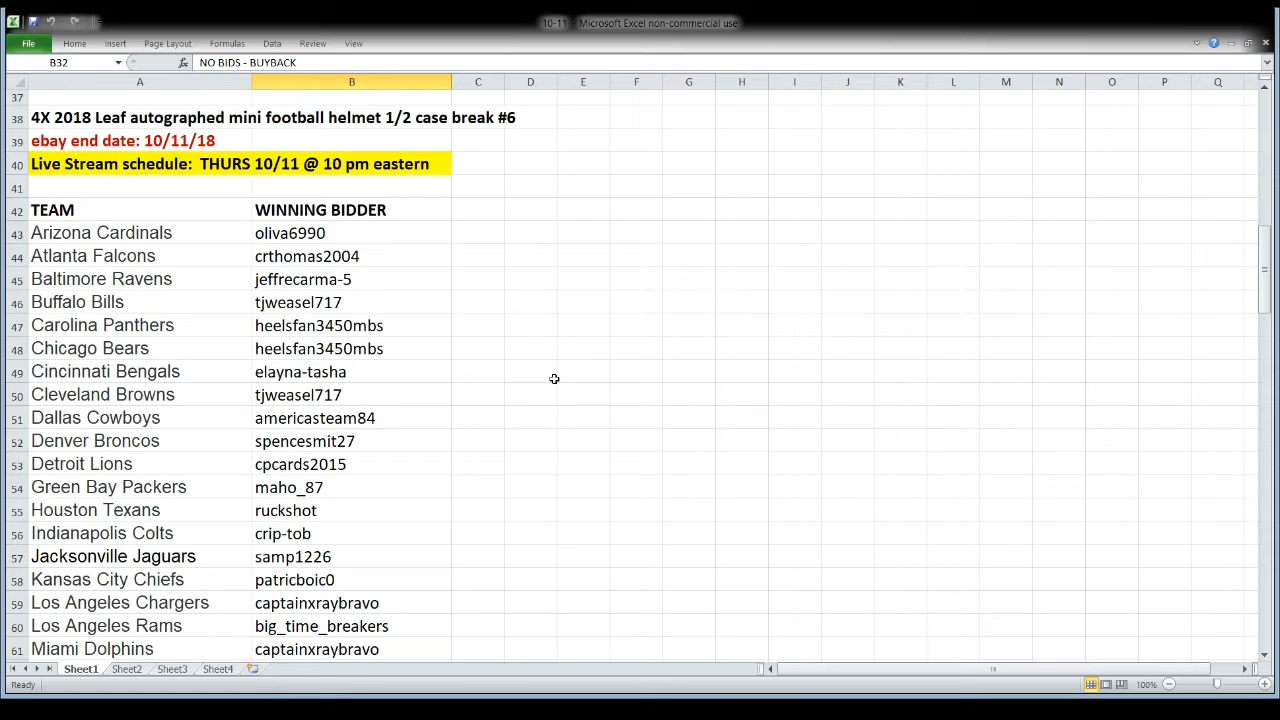 10-11 - Microsoft Excel non-commercial use
File Home Insert Page Layout Formulas Data Review View
B32 fx NO BIDS - BUYBACK
A B C D E F G H I J K L M N O P Q
37
38 4X 2018 Leaf autographed mini football helmet 1/2 case break #6
39 ebay end date: 10/11/18
40 Live Stream schedule: THURS 10/11 @ 10 pm eastern
41
42 TEAM WINNING BIDDER
43 Arizona Cardinals oliva6990
44 Atlanta Falcons crthomas2004
45 Baltimore Ravens jeffrecarma-5
46 Buffalo Bills tjweasel717
47 Carolina Panthers heelsfan3450mbs
48 Chicago Bears heelsfan3450mbs
49 Cincinnati Bengals elayna-tasha
50 Cleveland Browns tjweasel717
51 Dallas Cowboys americasteam84
52 Denver Broncos spencesmit27
53 Detroit Lions cpcards2015
54 Green Bay Packers maho_87
55 Houston Texans ruckshot
56 Indianapolis Colts crip-tob
57 Jacksonville Jaguars samp1226
58 Kansas City Chiefs patricboic0
59 Los Angeles Chargers captainxraybravo
60 Los Angeles Rams big_time_breakers
61 Miami Dolphins captainxraybravo
Sheet1 Sheet2 Sheet3 Sheet4
Ready 100%